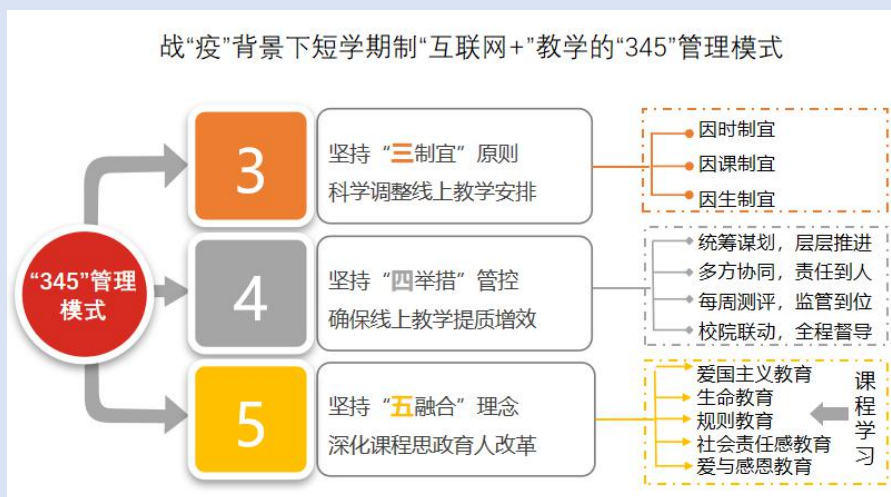 战“疫”背景下短学期制“互联网+”教学的“345”管理模式
“345”管理
模式
3
坚持“三制宜”原则
科学调整线上教学安排
因时制宜
因课制宜
因生制宜
4
坚持“四举措”管控
确保线上教学提质增效
统筹谋划，层层推进
多方协同，责任到人
每周测评，监管到位
校院联动，全程督导
5
坚持“五融合”理念
深化课程思政育人改革
爱国主义教育
生命教育
规则教育
社会责任感教育
爱与感恩教育
课程学习